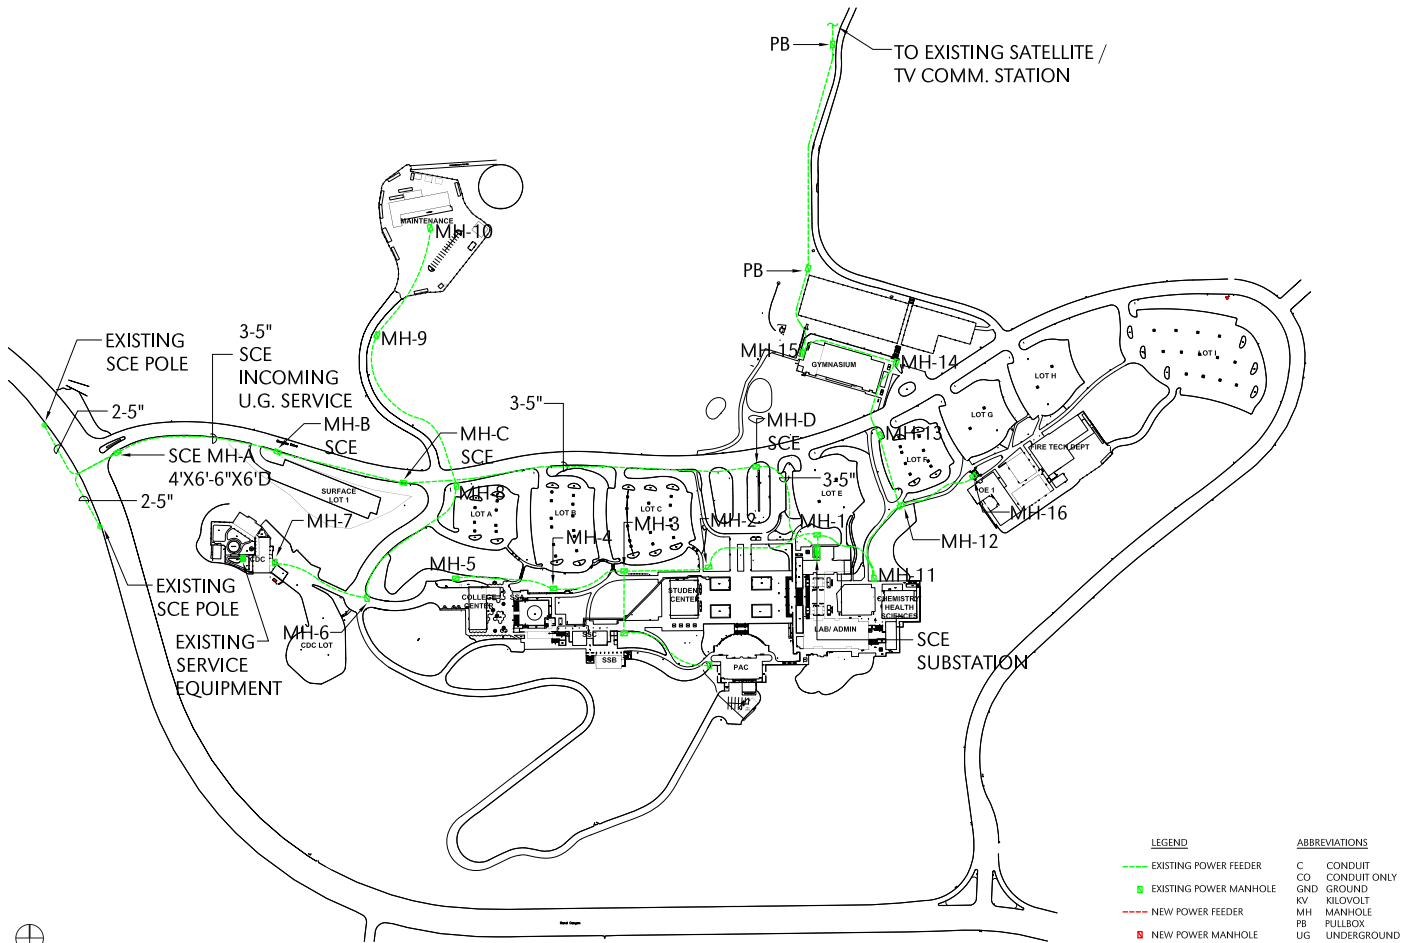 PB
TO EXISTING SATELLITE /
TV COMM. STATION
MAINTENANCE
MH-10
PB
EXISTING
SCE POLE
3-5"
SCE
INCOMING
U.G. SERVICE
MH-9
MH-15
GYMNASIUM
MH-14
LOT I
LOT H
LOT G
2-5"
MH-B
SCE
3-5"
MH-C
SCE
MH-D
SCE
MH-13
FIRE TECH DEPT
LOT F
SCE MH-A
4'X6'-6"X6'D
SURFACE
LOT 1
2-5"
MH-8
LOT A
LOT B
LOT C
3-5"
LOT E
TOE 1
MH-16
MH-7
MH-3
MH-2
MH-1
MH-12
CDC
MH-5
MH-4
MH-11
EXISTING
SCE POLE
COLLEGE
CENTER
SSA
STUDENT
CENTER
CHEMISTRY
HEALTH
SCIENCES
MH-6
CDC LOT
SSC
LAB/ ADMIN
EXISTING
SERVICE
EQUIPMENT
SSB
PAC
SCE
SUBSTATION
LEGEND
EXISTING POWER FEEDER
EXISTING POWER MANHOLE
NEW POWER FEEDER
NEW POWER MANHOLE
ABBREVIATIONS
C CONDUIT
CO CONDUIT ONLY
GND GROUND
KV KILOVOLT
MH MANHOLE
PB PULLBOX
UG UNDERGROUND